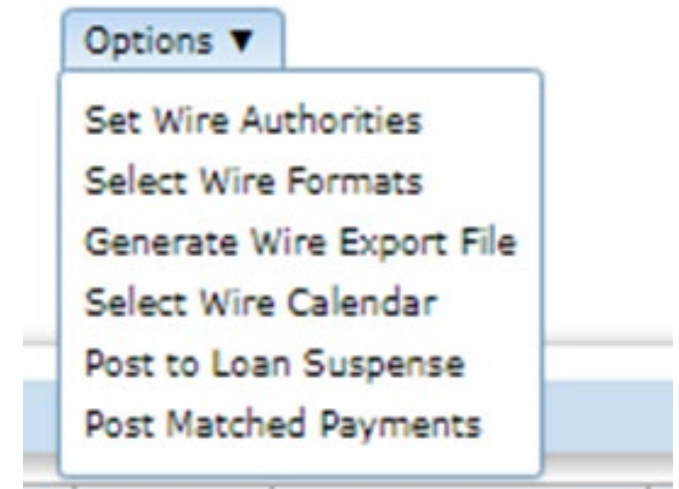 Options ▼
Set Wire Authorities
Select Wire Formats
Generate Wire Export File
Select Wire Calendar
Post to Loan Suspense
Post Matched Payments